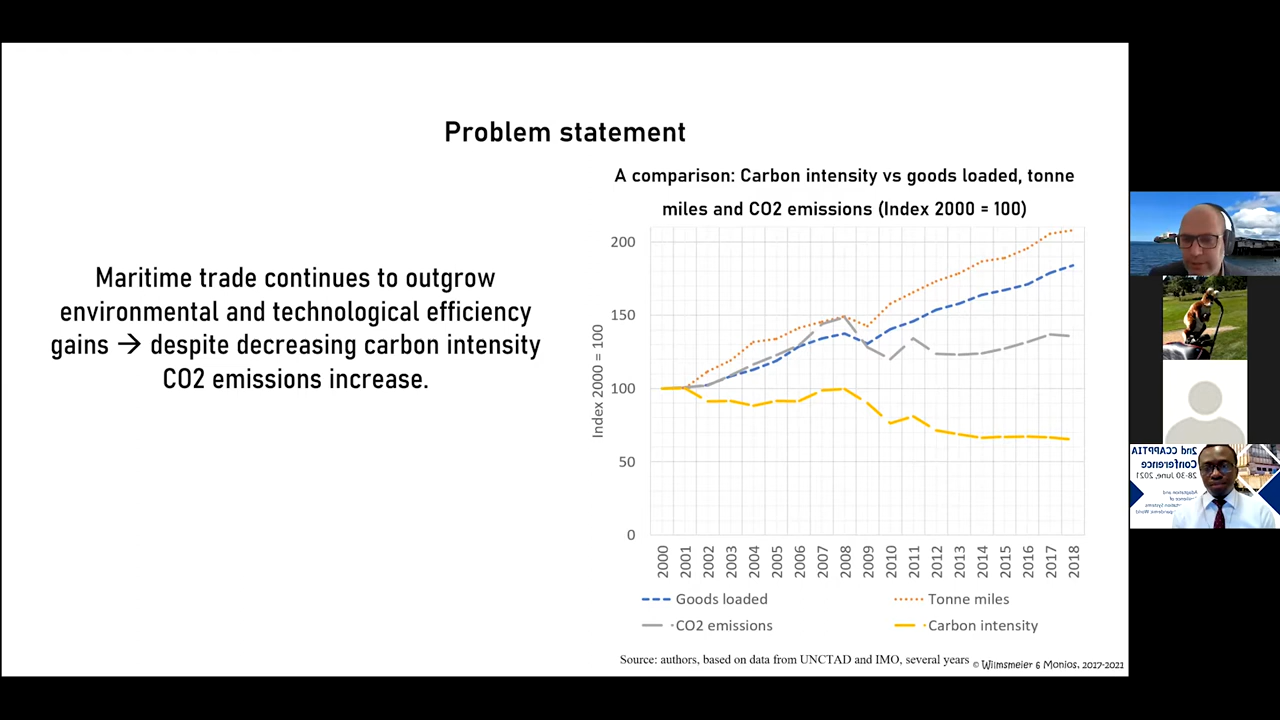 Problem statement
A comparison: Carbon intensity vs goods loaded, tonne
miles and CO2 emissions (Index 2000 = 100)
Maritime trade continues to outgrow
environmental and technological efficiency
gains → despite decreasing carbon intensity
CO2 emissions increase.
Index 2000 = 100
200
150
100
50
0
2000 2001 2002 2003 2004 2005 2006 2007 2008 2009 2010 2011 2012 2013 2014 2015 2016 2017 2018
Goods loaded
Tonne miles
CO2 emissions
Carbon intensity
Source: authors, based on data from UNCTAD and IMO, several years
© Wilmsmeier & Monios, 2017-2021
2nd CCAPPTIA
Conference
28-30 June, 2021
Adaptation and